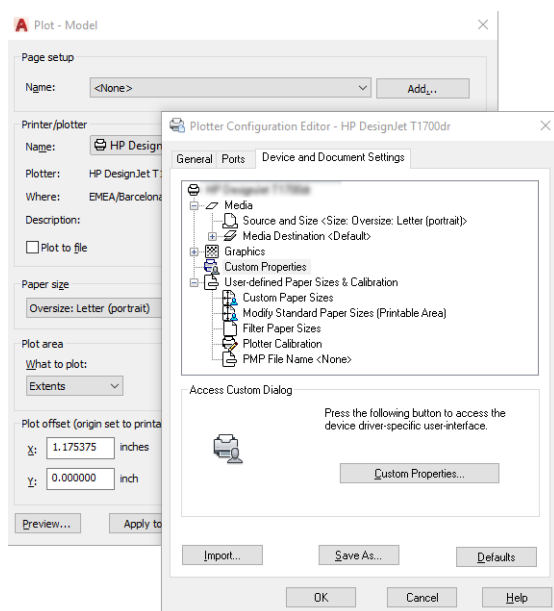 Plot - Model
Page setup
Name:
<None>
Add...
Printer/plotter
Name:
HP Design
Plotter:
HP DesignJet T
Where:
EMEA/Barcelona
Description:
Plot to file
Paper size
Oversize: Letter (portrait)
Plot area
What to plot:
Extents
Plot offset (origin set to printa
X:
1.175375
inches
Y:
0.000000
inch
Preview...
Apply to
Plotter Configuration Editor - HP DesignJet T1700dr
General
Ports
Device and Document Settings
Media
Source and Size <Size: Oversize: Letter (portrait)>
Media Destination <Default>
Graphics
Custom Properties
User-defined Paper Sizes & Calibration
Custom Paper Sizes
Modify Standard Paper Sizes (Printable Area)
Filter Paper Sizes
Plotter Calibration
PMP File Name <None>
Access Custom Dialog
Press the following button to access the
device driver-specific user-interface.
Custom Properties...
Import...
Save As...
Defaults
OK
Cancel
Help